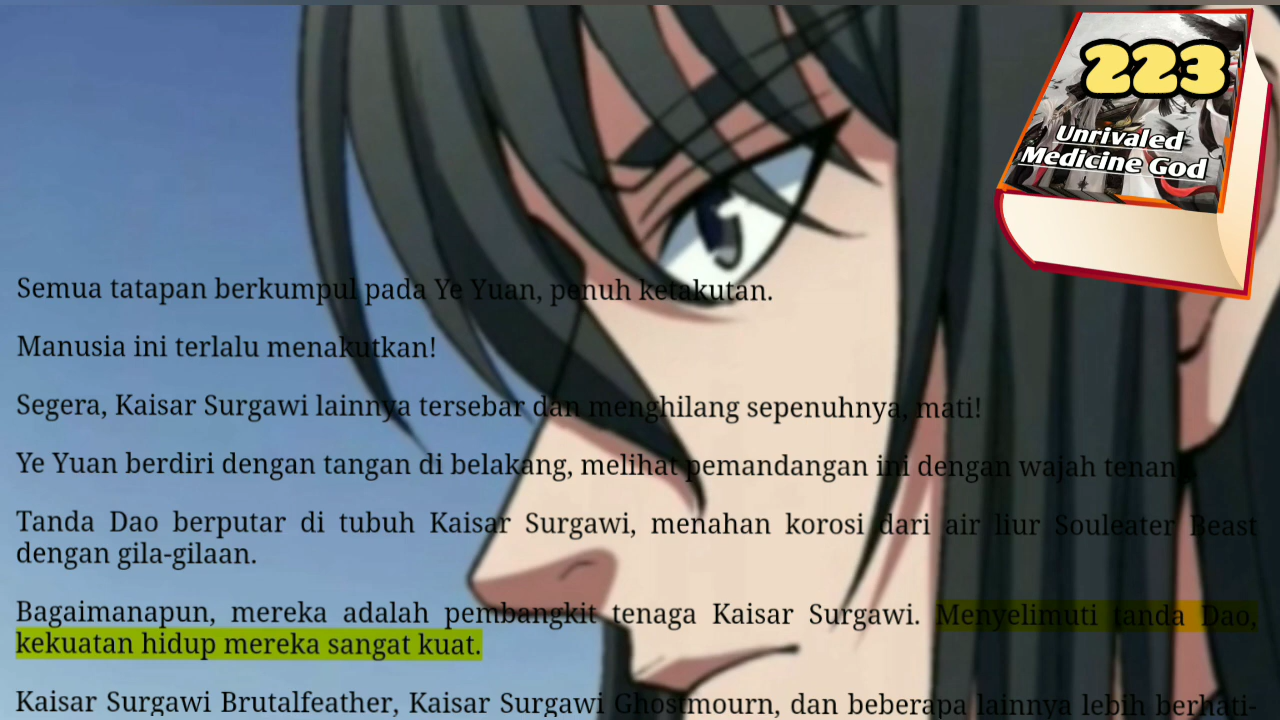 223
Unrivaled
Medicine God
Semua tatapan berkumpul pada Ye Yuan, penuh ketakutan.
Manusia ini terlalu menakutkan!
Segera, Kaisar Surgawi lainnya tersebar dan menghilang sepenuhnya, mati!
Ye Yuan berdiri dengan tangan di belakang, melihat pemandangan ini dengan wajah tenan
Tanda Dao berputar di tubuh Kaisar Surgawi, menahan korosi dari air liur Souleater Beast
dengan gila-gilaan.
Bagaimanapun, mereka adalah pembangkit tenaga Kaisar Surgawi. Menyelimuti tanda Dao,
kekuatan hidup mereka sangat kuat.
Kaisar Surgawi Brutalfeather, Kaisar Surgawi Ghostmourn, dan beberapa lainnya lebih berhati-